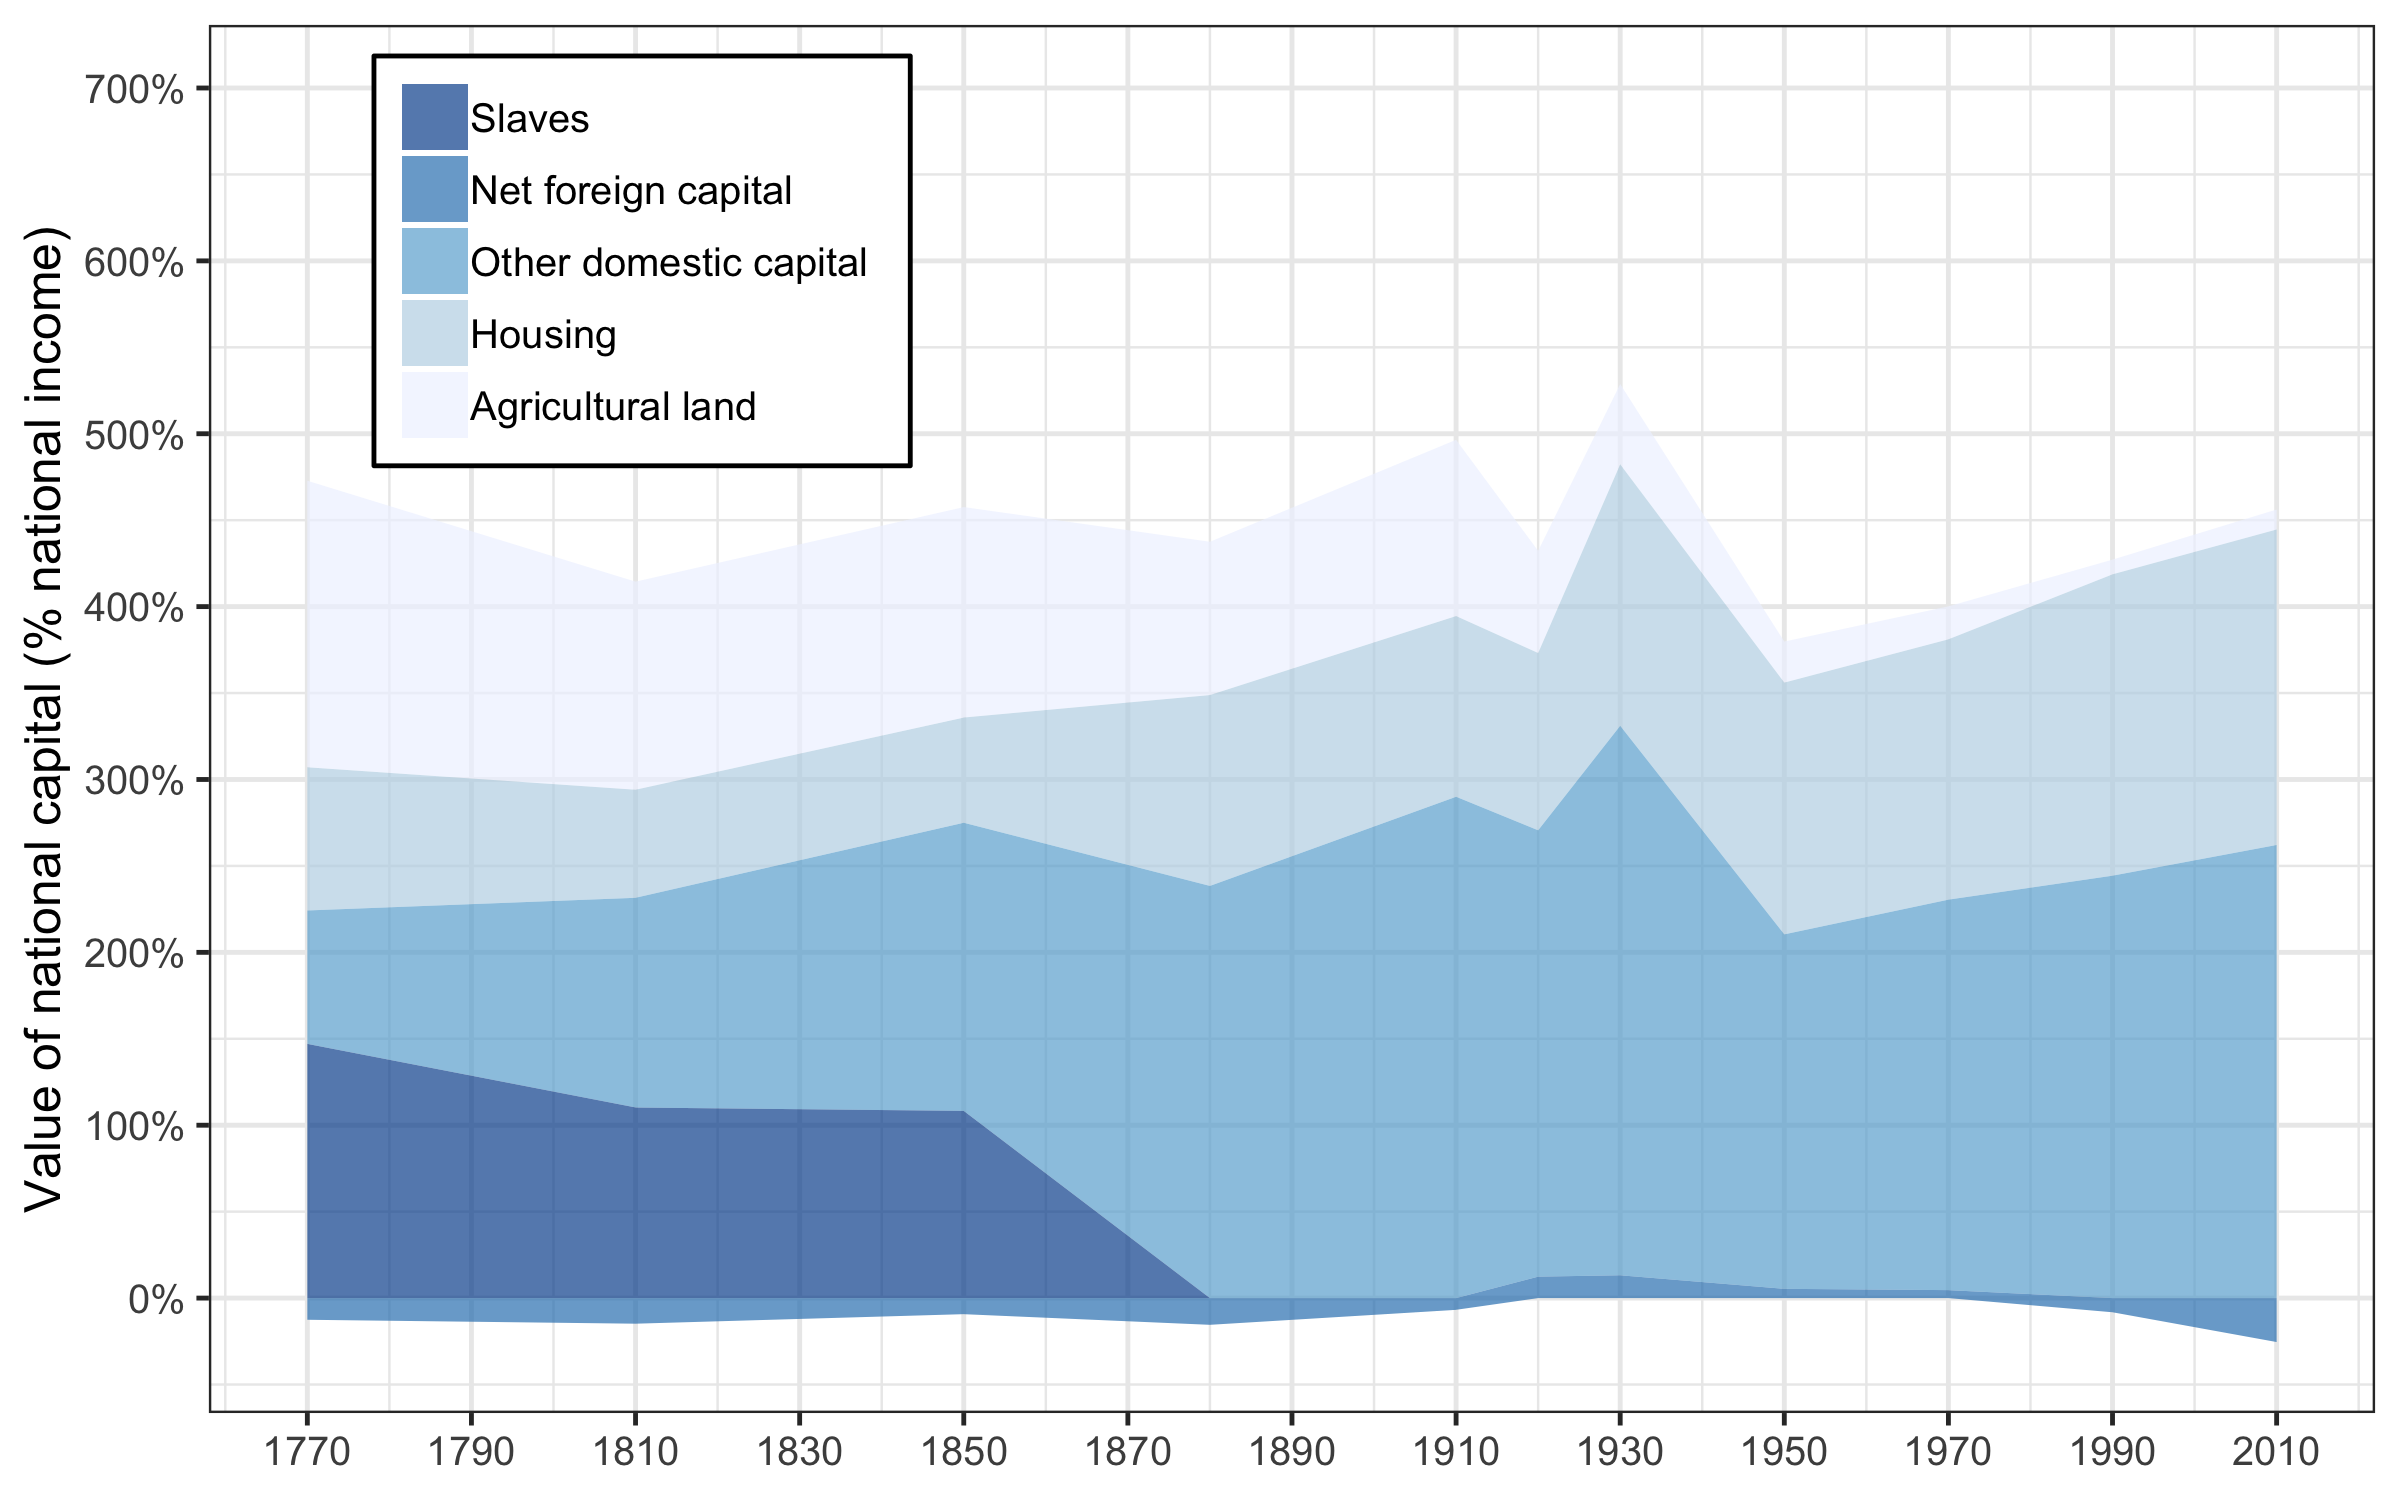 Value of national capital (% national income)
700%
600%
500%
400%
300%
200%
100%
0%
Slaves
Net foreign capital
Other domestic capital
Housing
Agricultural land
1770 1790 1810 1830 1850 1870 1890 1910 1930 1950 1970 1990 2010